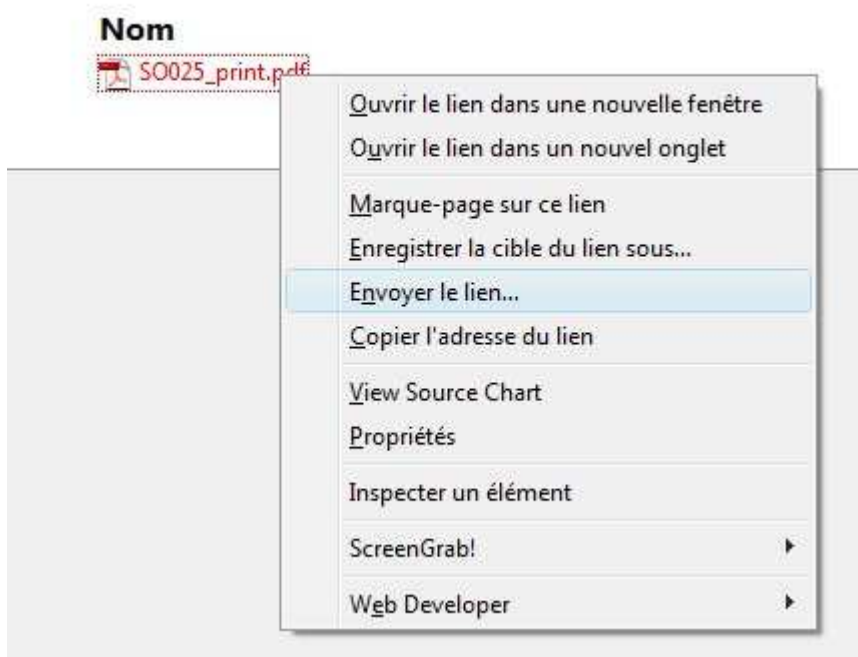 Nom
SO025_print.pdf
Ouvrir le lien dans une nouvelle fenêtre
Ouvrir le lien dans un nouvel onglet
Marque-page sur ce lien
Enregistrer la cible du lien sous...
Envoyer le lien...
Copier l'adresse du lien
View Source Chart
Propriétés
Inspecter un élément
ScreenGrab!
Web Developer